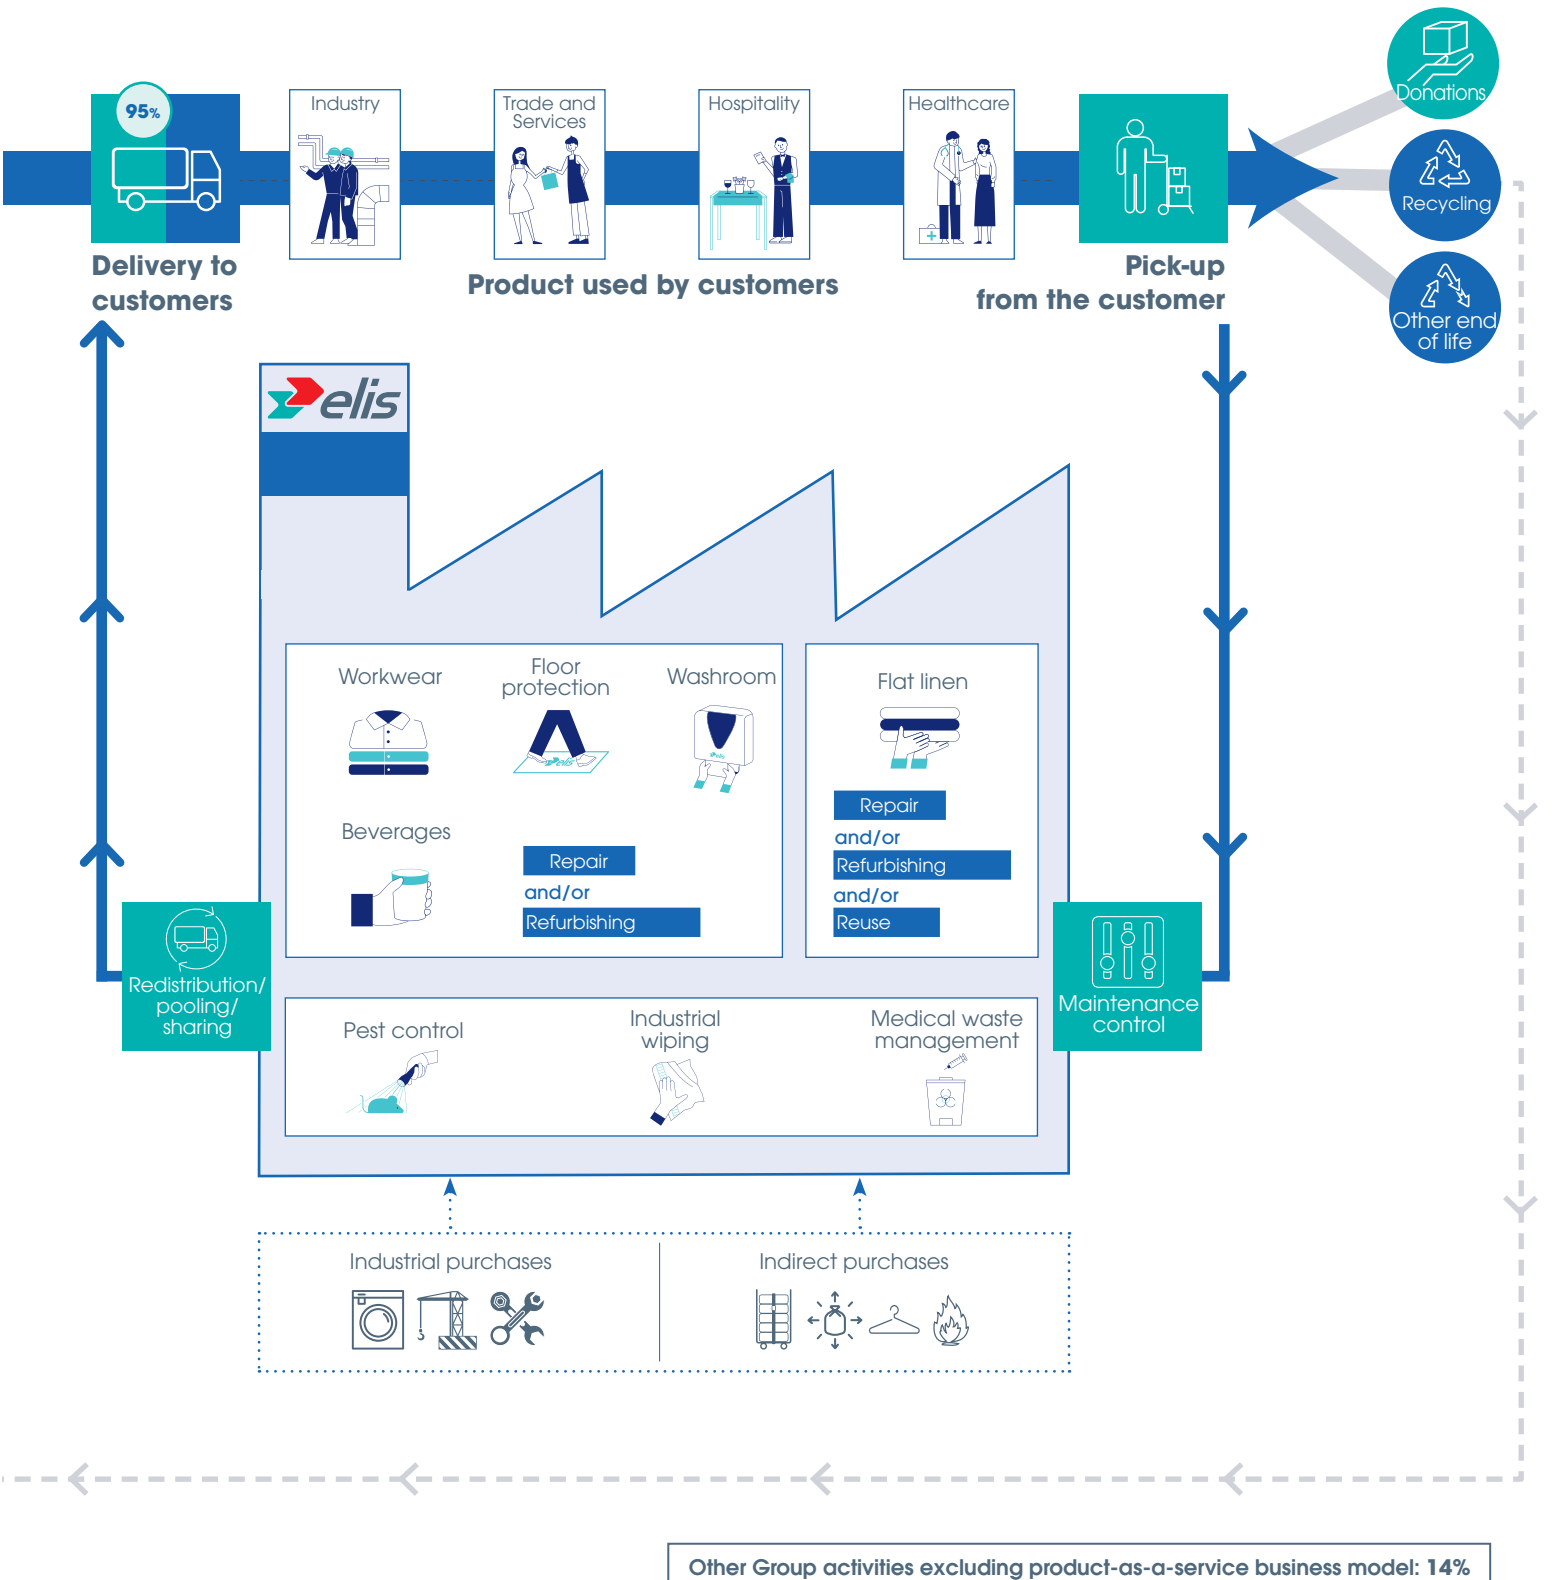 Donations
95%
Industry
Trade and
Services
Hospitality
Healthcare
Recycling
Delivery to
customers
Product used by customers
Pick-up
from the customer
Other end
of life
elis
Workwear
Floor
protection
Washroom
Flat linen
elis
elis
Repair
and/or
Refurbishing
and/or
Reuse
Beverages
Repair
and/or
Refurbishing
Redistribution/
pooling/
sharing
Maintenance
control
Pest control
Industrial
wiping
Medical waste
management
Industrial purchases
Indirect purchases
Other Group activities excluding product-as-a-service business model: 14%